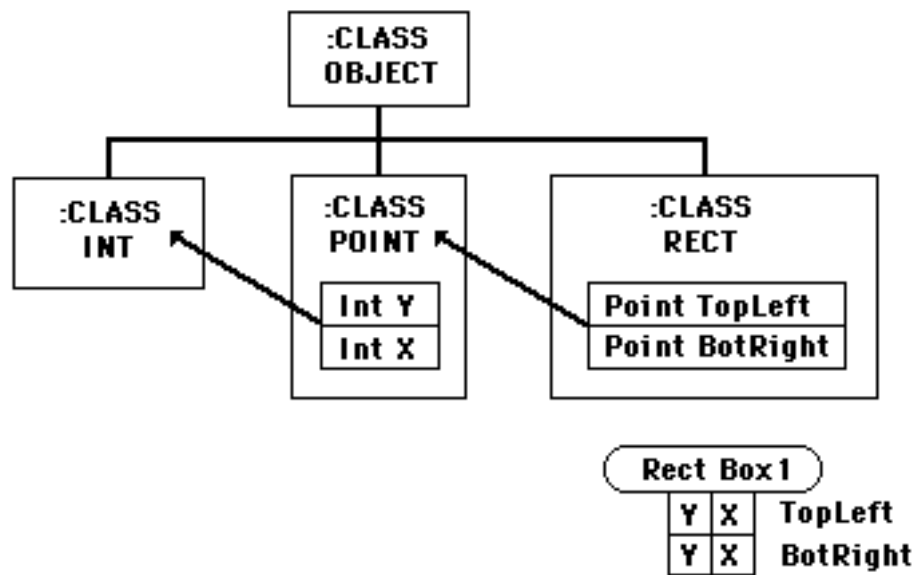 :CLASS
OBJECT
:CLASS
INT
:CLASS
POINT
Int Y
Int X
:CLASS
RECT
Point TopLeft
Point BotRight
Rect Box1
Y X TopLeft
Y X BotRight